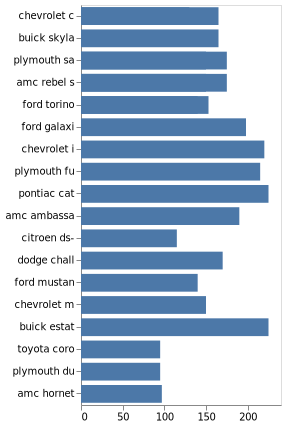 chevrolet c
buick skyla
plymouth sa
amc rebel s
ford torino
ford galaxi
chevrolet i
plymouth fu
pontiac cat
amc ambassa
citroen ds-
dodge chall
ford mustan
chevrolet m
buick estat
toyota coro
plymouth du
amc hornet
0 50 100 150 200